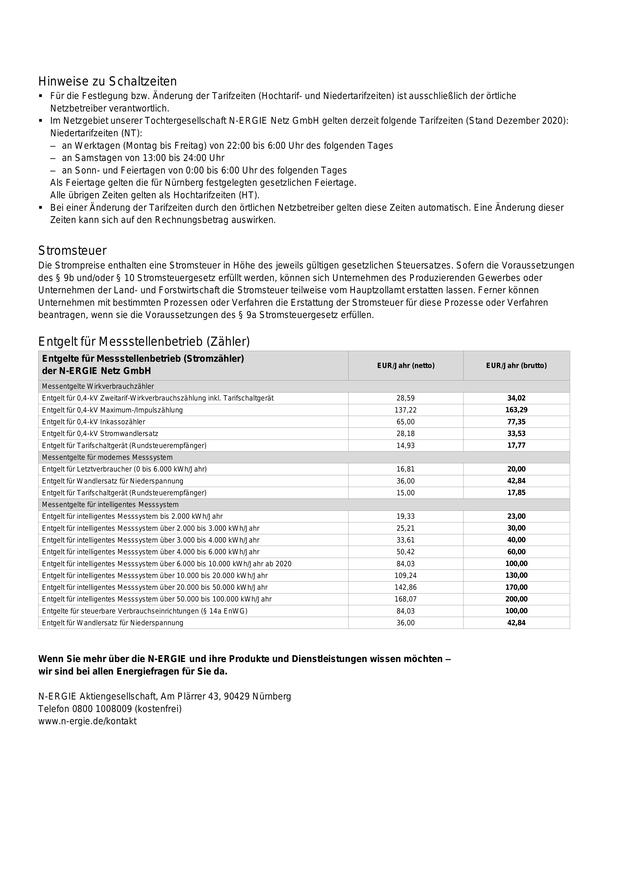 Hinweise zu Schaltzeiten
▪ Für die Festlegung bzw. Änderung der Tarifzeiten (Hochtarif- und Niedertarifzeiten) ist ausschließlich der örtliche
Netzbetreiber verantwortlich.
▪ Im Netzgebiet unserer Tochtergesellschaft N-ERGIE Netz GmbH gelten derzeit folgende Tarifzeiten (Stand Dezember 2020):
Niedertarifzeiten (NT):
– an Werktagen (Montag bis Freitag) von 22:00 bis 6:00 Uhr des folgenden Tages
– an Samstagen von 13:00 bis 24:00 Uhr
– an Sonn- und Feiertagen von 0:00 bis 6:00 Uhr des folgenden Tages
Als Feiertage gelten die für Nürnberg festgelegten gesetzlichen Feiertage.
Alle übrigen Zeiten gelten als Hochtarifzeiten (HT).
▪ Bei einer Änderung der Tarifzeiten durch den örtlichen Netzbetreiber gelten diese Zeiten automatisch. Eine Änderung dieser
Zeiten kann sich auf den Rechnungsbetrag auswirken.
Stromsteuer
Die Strompreise enthalten eine Stromsteuer in Höhe des jeweils gültigen gesetzlichen Steuersatzes. Sofern die Voraussetzungen
des § 9b und/oder § 10 Stromsteuergesetz erfüllt werden, können sich Unternehmen des Produzierenden Gewerbes oder
Unternehmen der Land- und Forstwirtschaft die Stromsteuer teilweise vom Hauptzollamt erstatten lassen. Ferner können
Unternehmen mit bestimmten Prozessen oder Verfahren die Erstattung der Stromsteuer für diese Prozesse oder Verfahren
beantragen, wenn sie die Voraussetzungen des § 9a Stromsteuergesetz erfüllen.
Entgelt für Messstellenbetrieb (Zähler)
Entgelte für Messstellenbetrieb (Stromzähler)
der N-ERGIE Netz GmbH EUR/Jahr (netto) EUR/Jahr (brutto)
Messentgelte Wirkverbrauchzähler
Entgelt für 0,4-kV Zweitarif-Wirkverbrauchszählung inkl. Tarifschaltgerät 28,59 34,02
Entgelt für 0,4-kV Maximum-/Impulszählung 137,22 163,29
Entgelt für 0,4-kV Inkassozähler 65,00 77,35
Entgelt für 0,4-kV Stromwandlersatz 28,18 33,53
Entgelt für Tarifschaltgerät (Rundsteuerempfänger) 14,93 17,77
Messentgelte für modernes Messsystem
Entgelt für Letztverbraucher (0 bis 6.000 kWh/Jahr) 16,81 20,00
Entgelt für Wandlersatz für Niederspannung 36,00 42,84
Entgelt für Tarifschaltgerät (Rundsteuerempfänger) 15,00 17,85
Messentgelte für intelligentes Messsystem
Entgelt für intelligentes Messsystem bis 2.000 kWh/Jahr 19,33 23,00
Entgelt für intelligentes Messsystem über 2.000 bis 3.000 kWh/Jahr 25,21 30,00
Entgelt für intelligentes Messsystem über 3.000 bis 4.000 kWh/Jahr 33,61 40,00
Entgelt für intelligentes Messsystem über 4.000 bis 6.000 kWh/Jahr 50,42 60,00
Entgelt für intelligentes Messsystem über 6.000 bis 10.000 kWh/Jahr ab 2020 84,03 100,00
Entgelt für intelligentes Messsystem über 10.000 bis 20.000 kWh/Jahr 109,24 130,00
Entgelt für intelligentes Messsystem über 20.000 bis 50.000 kWh/Jahr 142,86 170,00
Entgelt für intelligentes Messsystem über 50.000 bis 100.000 kWh/Jahr 168,07 200,00
Entgelte für steuerbare Verbrauchseinrichtungen (§ 14a EnWG) 84,03 100,00
Entgelt für Wandlersatz für Niederspannung 36,00 42,84
Wenn Sie mehr über die N-ERGIE und ihre Produkte und Dienstleistungen wissen möchten –
wir sind bei allen Energiefragen für Sie da.
N-ERGIE Aktiengesellschaft, Am Plärrer 43, 90429 Nürnberg
Telefon 0800 1008009 (kostenfrei)
www.n-ergie.de/kontakt